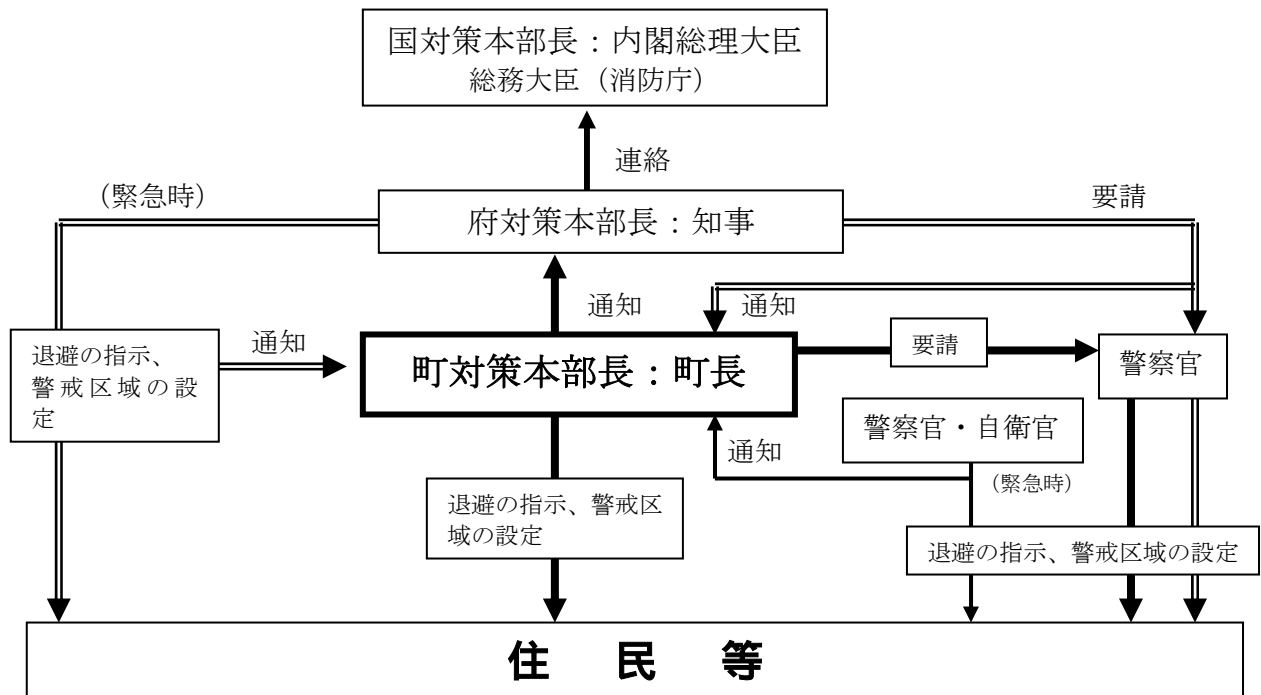 国対策本部長：内閣総理大臣
総務大臣（消防庁）
連絡
（緊急時）
府対策本部長：知事
要請
通知
通知
退避の指示、
警戒区域の設
定
通知
町対策本部長：町長
要請
警察官
警察官・自衛官
通知
（緊急時）
退避の指示、警戒区
域の設定
退避の指示、警戒区域の設定
住　民　等